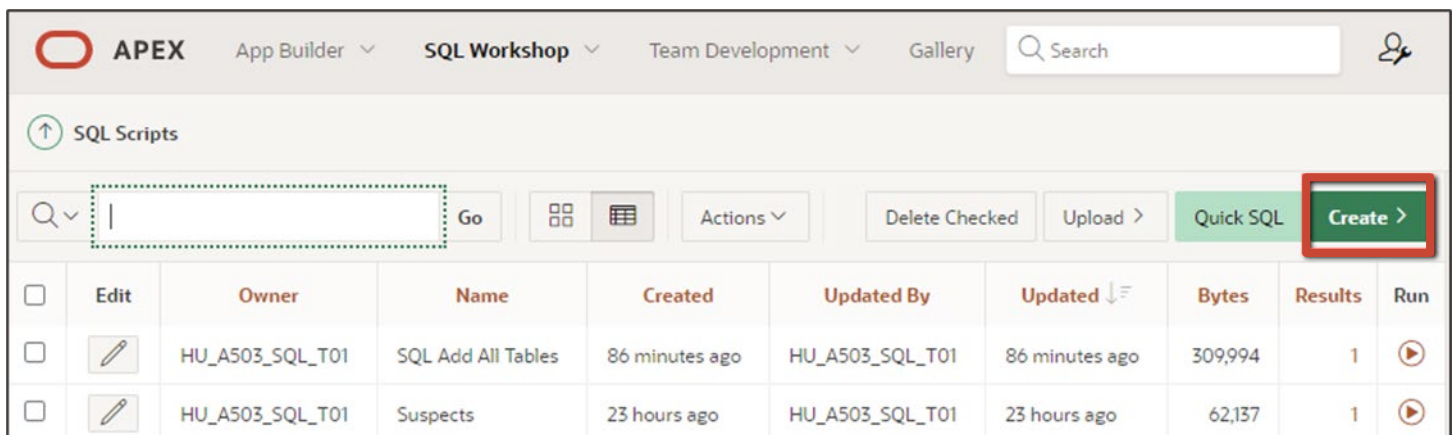 APEX App Builder SQL Workshop Team Development Gallery Search
SQL Scripts
Go Actions Delete Checked Upload > Quick SQL Create >
Edit Owner Name Created Updated By Updated Bytes Results Run
HU_A503_SQL_T01 SQL Add All Tables 86 minutes ago HU_A503_SQL_T01 86 minutes ago 309,994 1
HU_A503_SQL_T01 Suspects 23 hours ago HU_A503_SQL_T01 23 hours ago 62,137 1